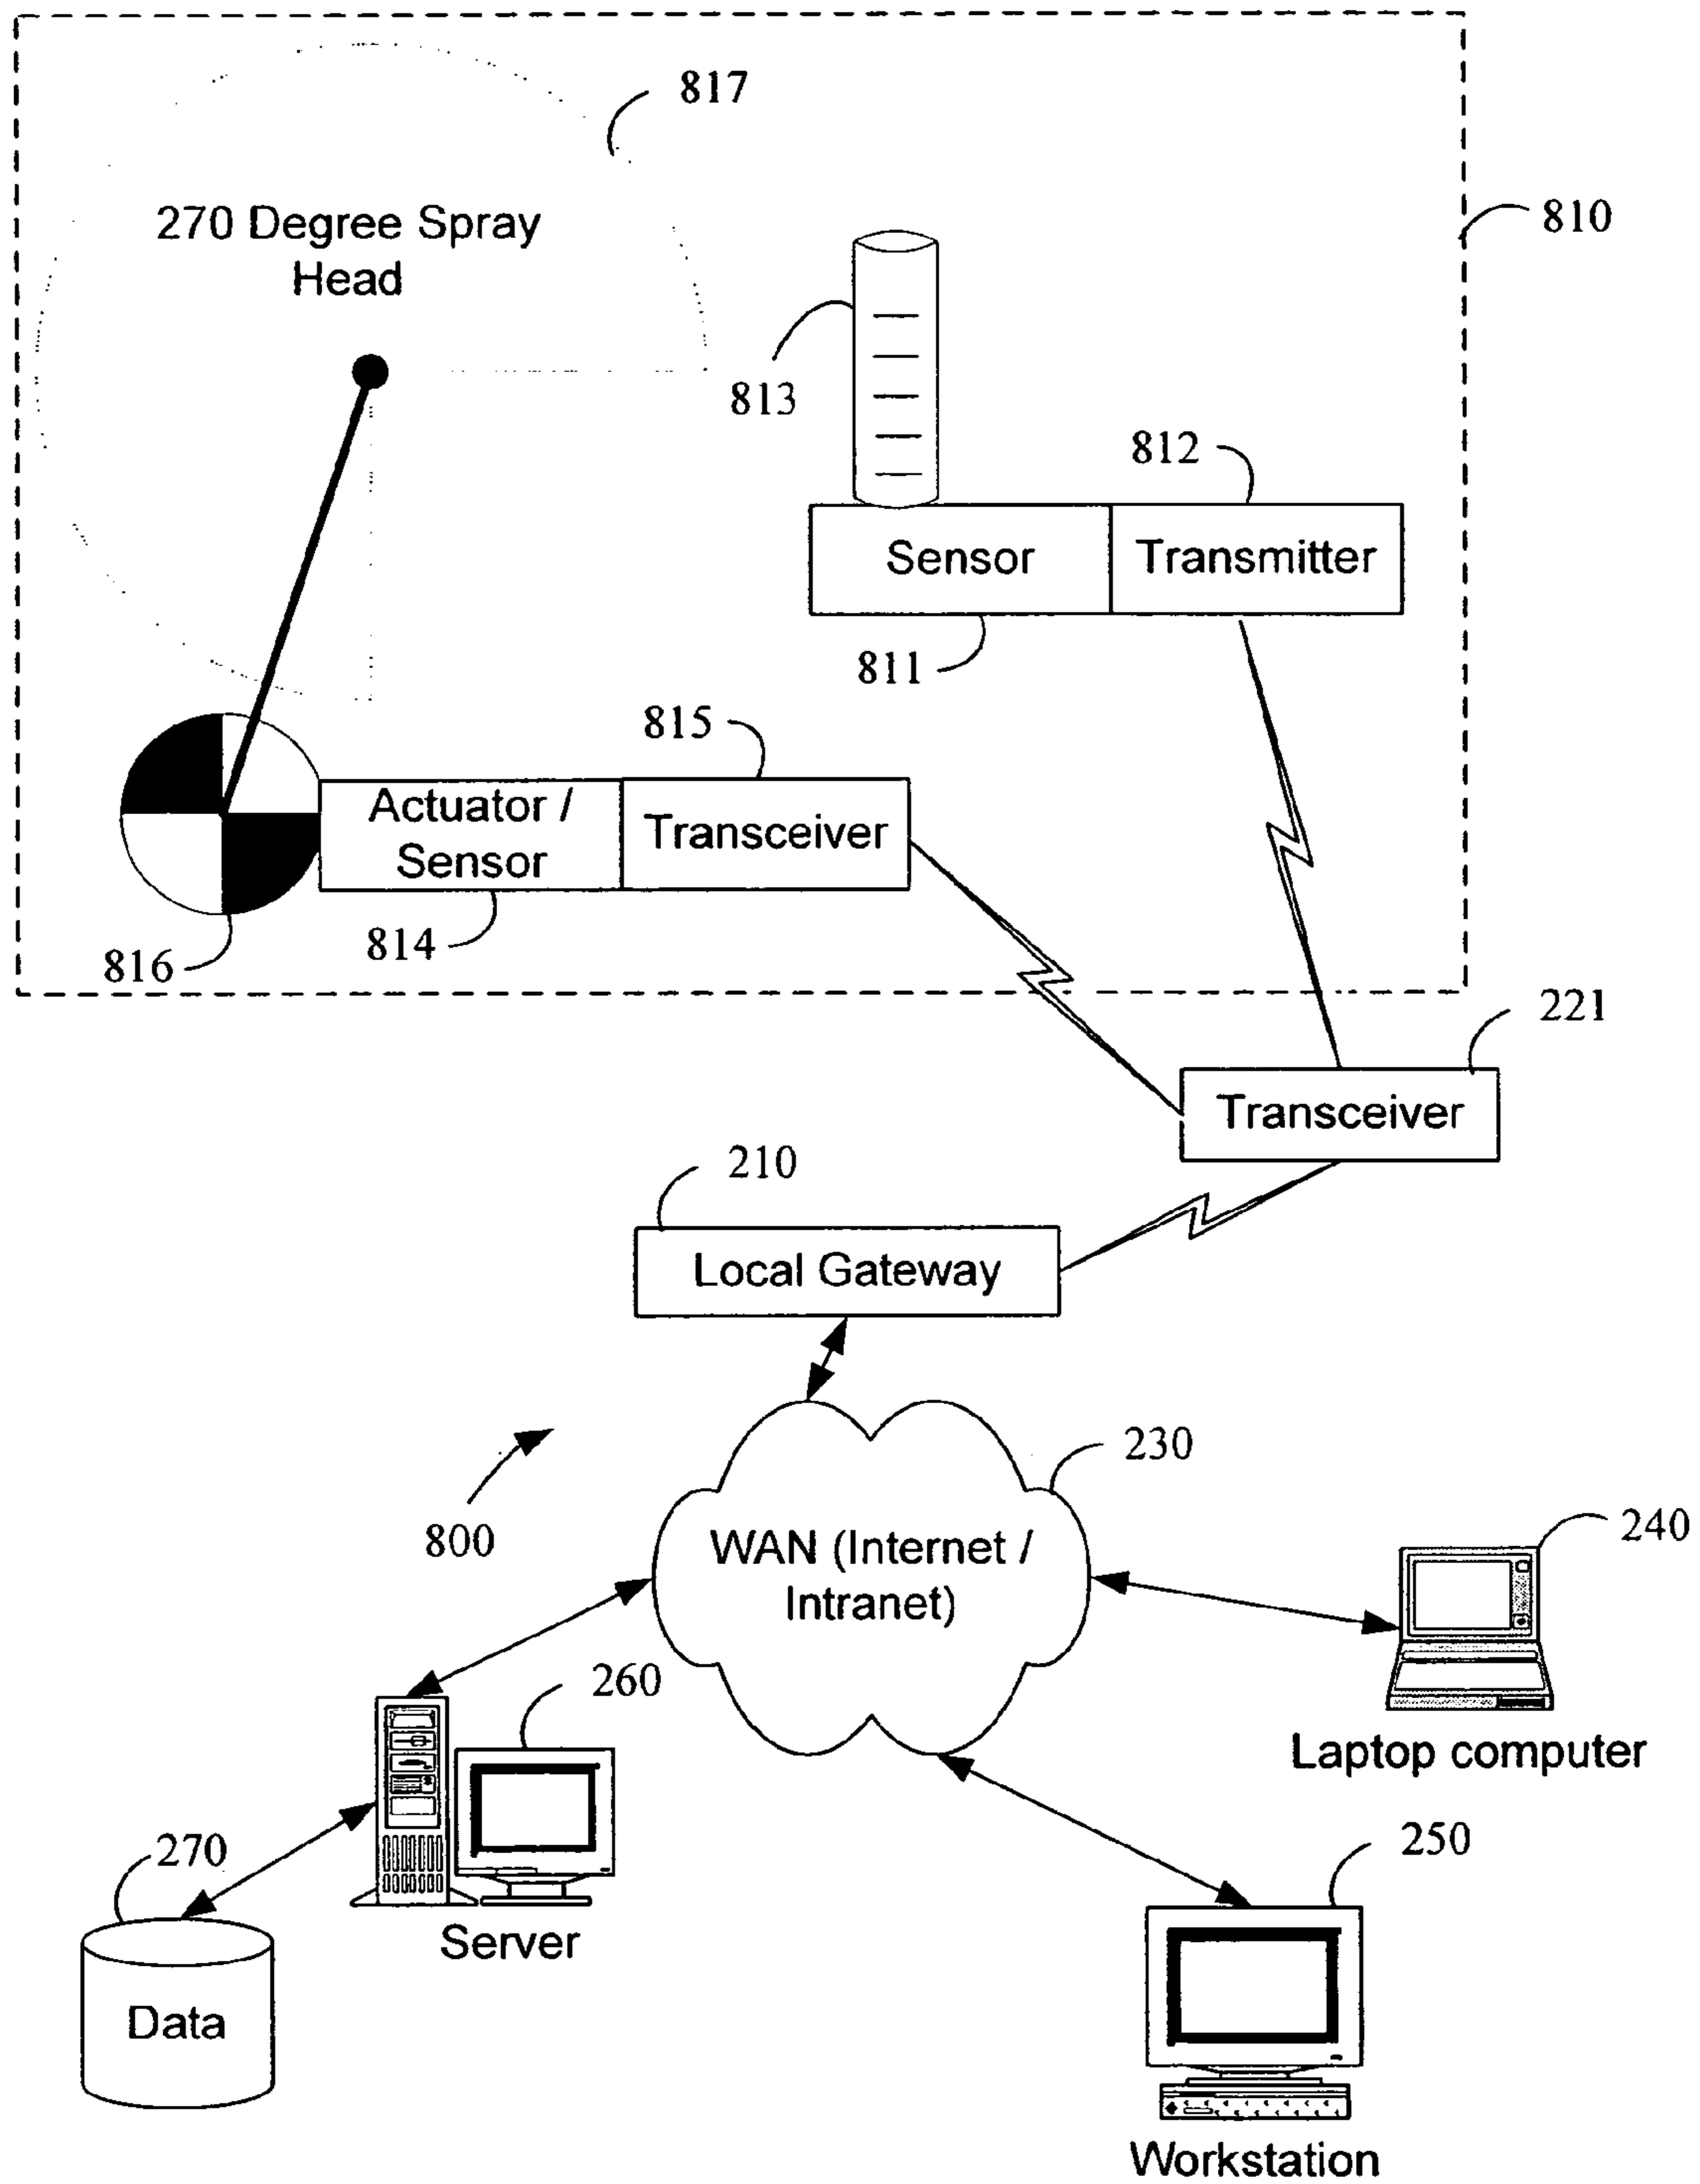 817
270 Degree Spray
Head
810
813
812
Sensor
Transmitter
811
815
Actuator /
Sensor
Transceiver
814
816
221
Transceiver
210
Local Gateway
230
800
WAN (Internet /
Intranet)
240
Laptop computer
260
Server
270
Data
250
Workstation